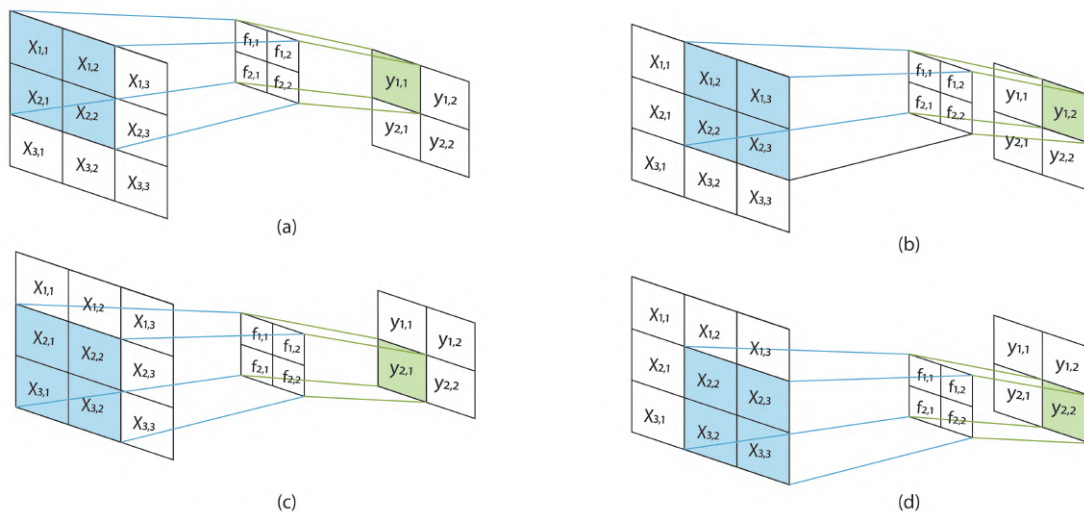 X1,1 X1,2 X1,3
X2,1 X2,2 X2,3
X3,1 X3,2 X3,3
f1,1 f1,2
f2,1 f2,2
y1,1 y1,2
y2,1 y2,2
(a)
X1,1 X1,2 X1,3
X2,1 X2,2 X2,3
X3,1 X3,2 X3,3
f1,1 f1,2
f2,1 f2,2
y1,1 y1,2
y2,1 y2,2
(b)
X1,1 X1,2 X1,3
X2,1 X2,2 X2,3
X3,1 X3,2 X3,3
f1,1 f1,2
f2,1 f2,2
y1,1 y1,2
y2,1 y2,2
(c)
X1,1 X1,2 X1,3
X2,1 X2,2 X2,3
X3,1 X3,2 X3,3
f1,1 f1,2
f2,1 f2,2
y1,1 y1,2
y2,1 y2,2
(d)